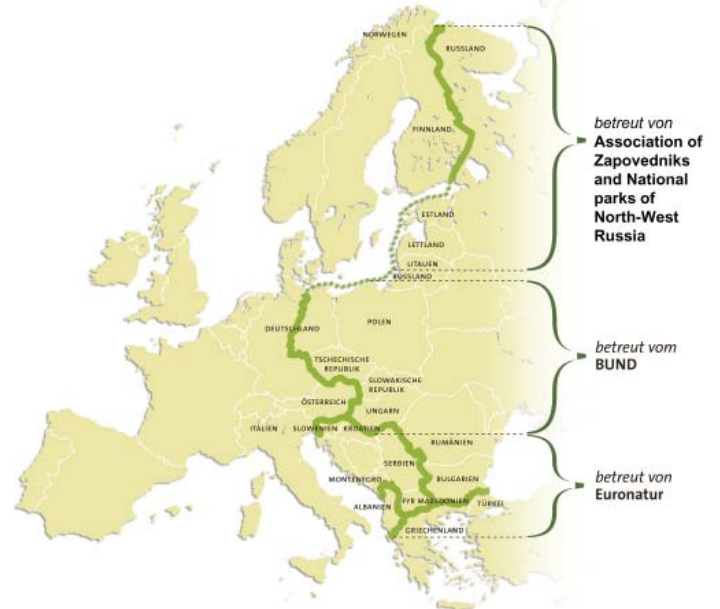 NORWEGEN
RUSSLAND
FINNLAND
ESTLAND
LETTLAND
LITAUEN
RUSSLAND
DEUTSCHLAND
POLEN
TSCHECHISCHE
REPUBLIK
SLOWAKISCHE
REPUBLIK
ÖSTERREICH
UNGARN
ITALIEN
SLOWENIEN
KROATIEN
RUMÄNIEN
SERBIEN
MONTENEGRO
BULGARIEN
FYR MAZEDONIEN
TÜRKEI
ALBANIEN
GRIECHENLAND
betreut von
Association of
Zapovedniks
and National
parks of
North-West
Russia
betreut vom
BUND
betreut von
Euronatur